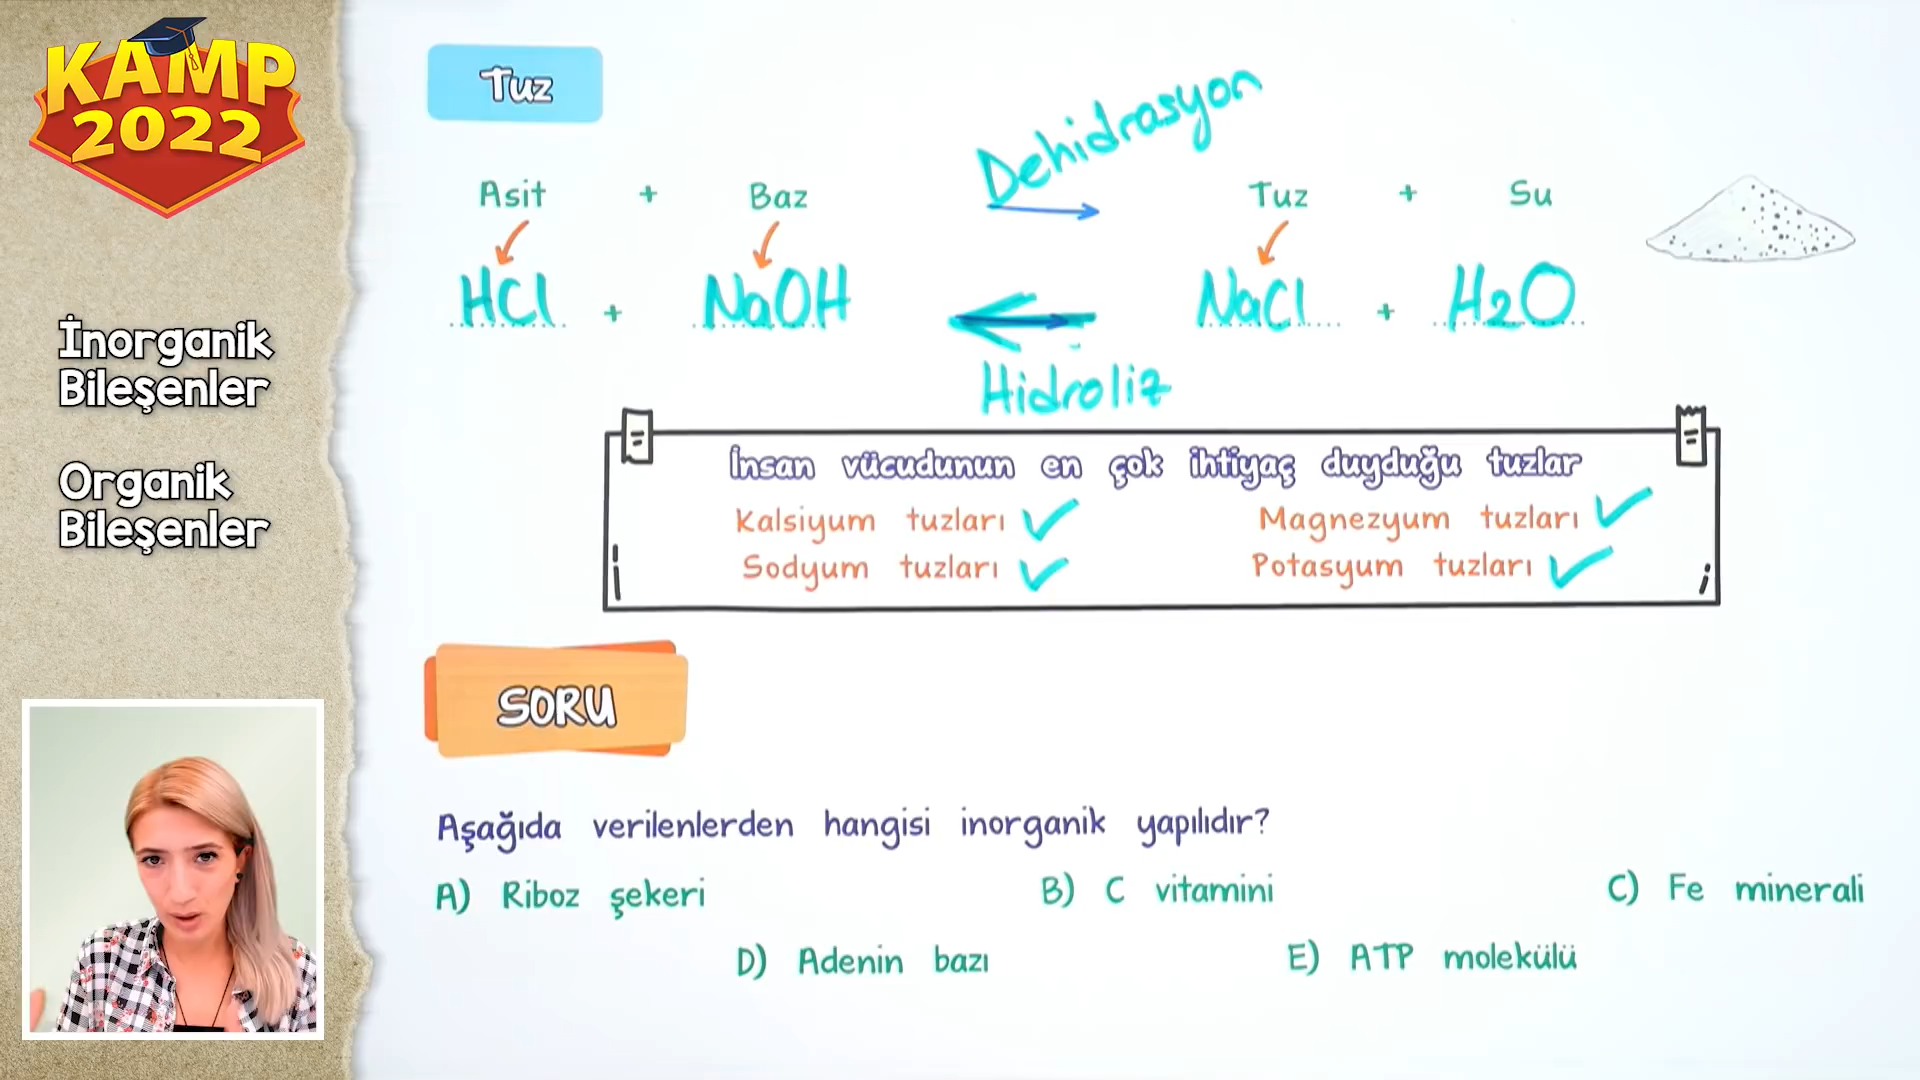 KAMP
2022
İnorganik
Bileşenler
Organik
Bileşenler
Tuz
Dehidrasyon
Asit + Baz Tuz + Su
HCl + NaOH NaCl + H2O
Hidroliz
İnsan vücudunun en çok ihtiyaç duyduğu tuzlar
Kalsiyum tuzları Magnezyum tuzları
Sodyum tuzları Potasyum tuzları
SORU
Aşağıda verilenlerden hangisi inorganik yapılıdır?
A) Riboz şekeri B) C vitamini C) Fe minerali
D) Adenin bazı E) ATP molekülü